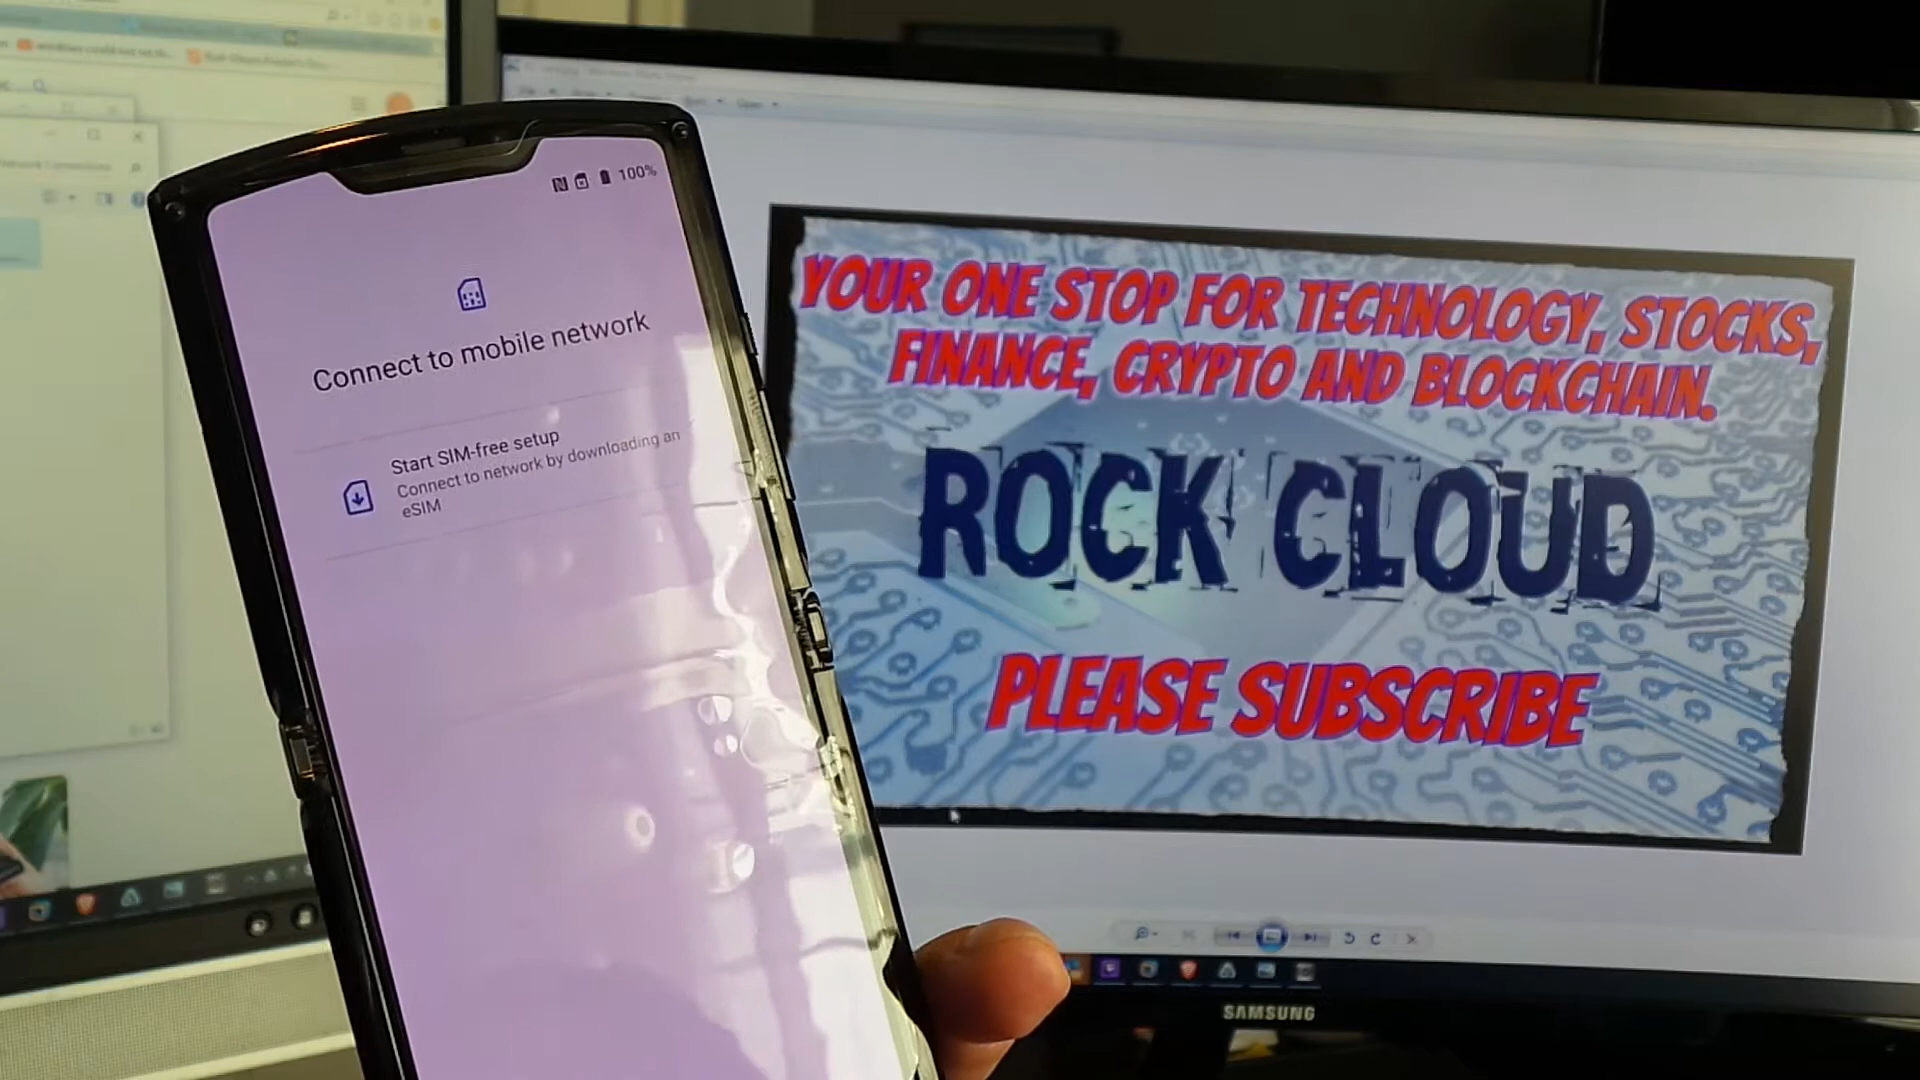 100%
Connect to mobile network
Start SIM-free setup
Connect to network by downloading an
eSIM
YOUR ONE STOP FOR TECHNOLOGY, STOCKS,
FINANCE, CRYPTO AND BLOCKCHAIN.
ROCK CLOUD
PLEASE SUBSCRIBE
SAMSUNG